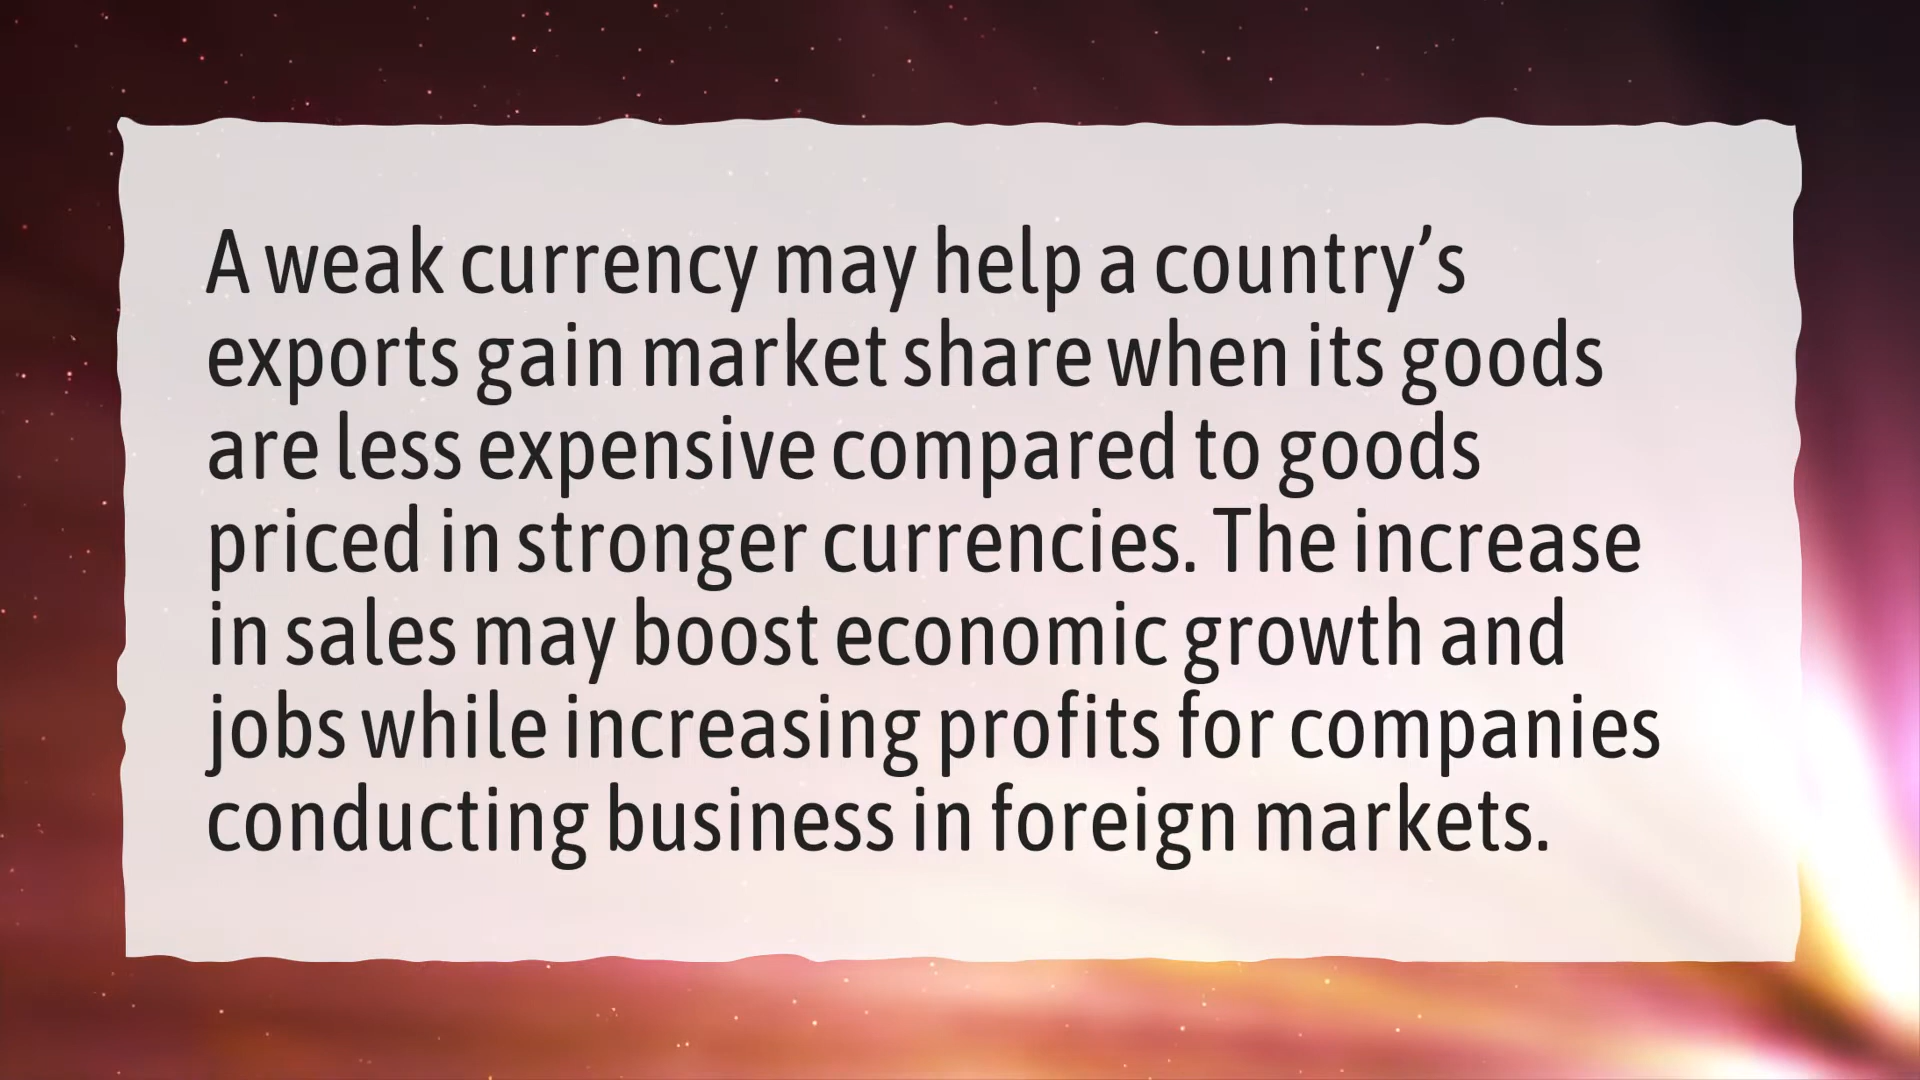 A weak currency may help a country’s
exports gain market share when its goods
are less expensive compared to goods
priced in stronger currencies. The increase
in sales may boost economic growth and
jobs while increasing profits for companies
conducting business in foreign markets.